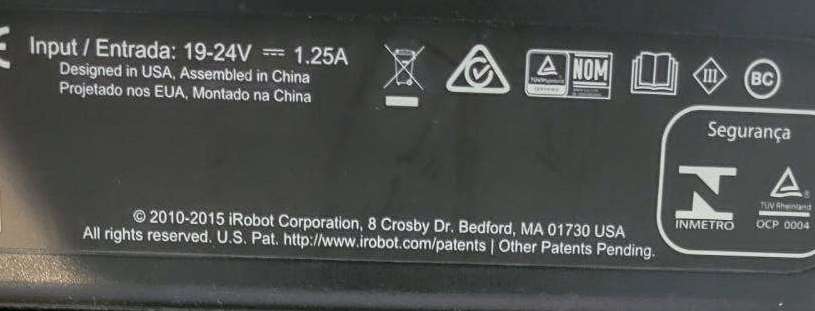 Input / Entrada: 19-24V ⎓ 1.25A
Designed in USA, Assembled in China
Projetado nos EUA, Montado na China
TÜVRheinland
NOM
III
BC
Segurança
INMETRO
TÜV Rheinland
OCP 0004
© 2010-2015 iRobot Corporation, 8 Crosby Dr. Bedford, MA 01730 USA
All rights reserved. U.S. Pat. http://www.irobot.com/patents | Other Patents Pending.